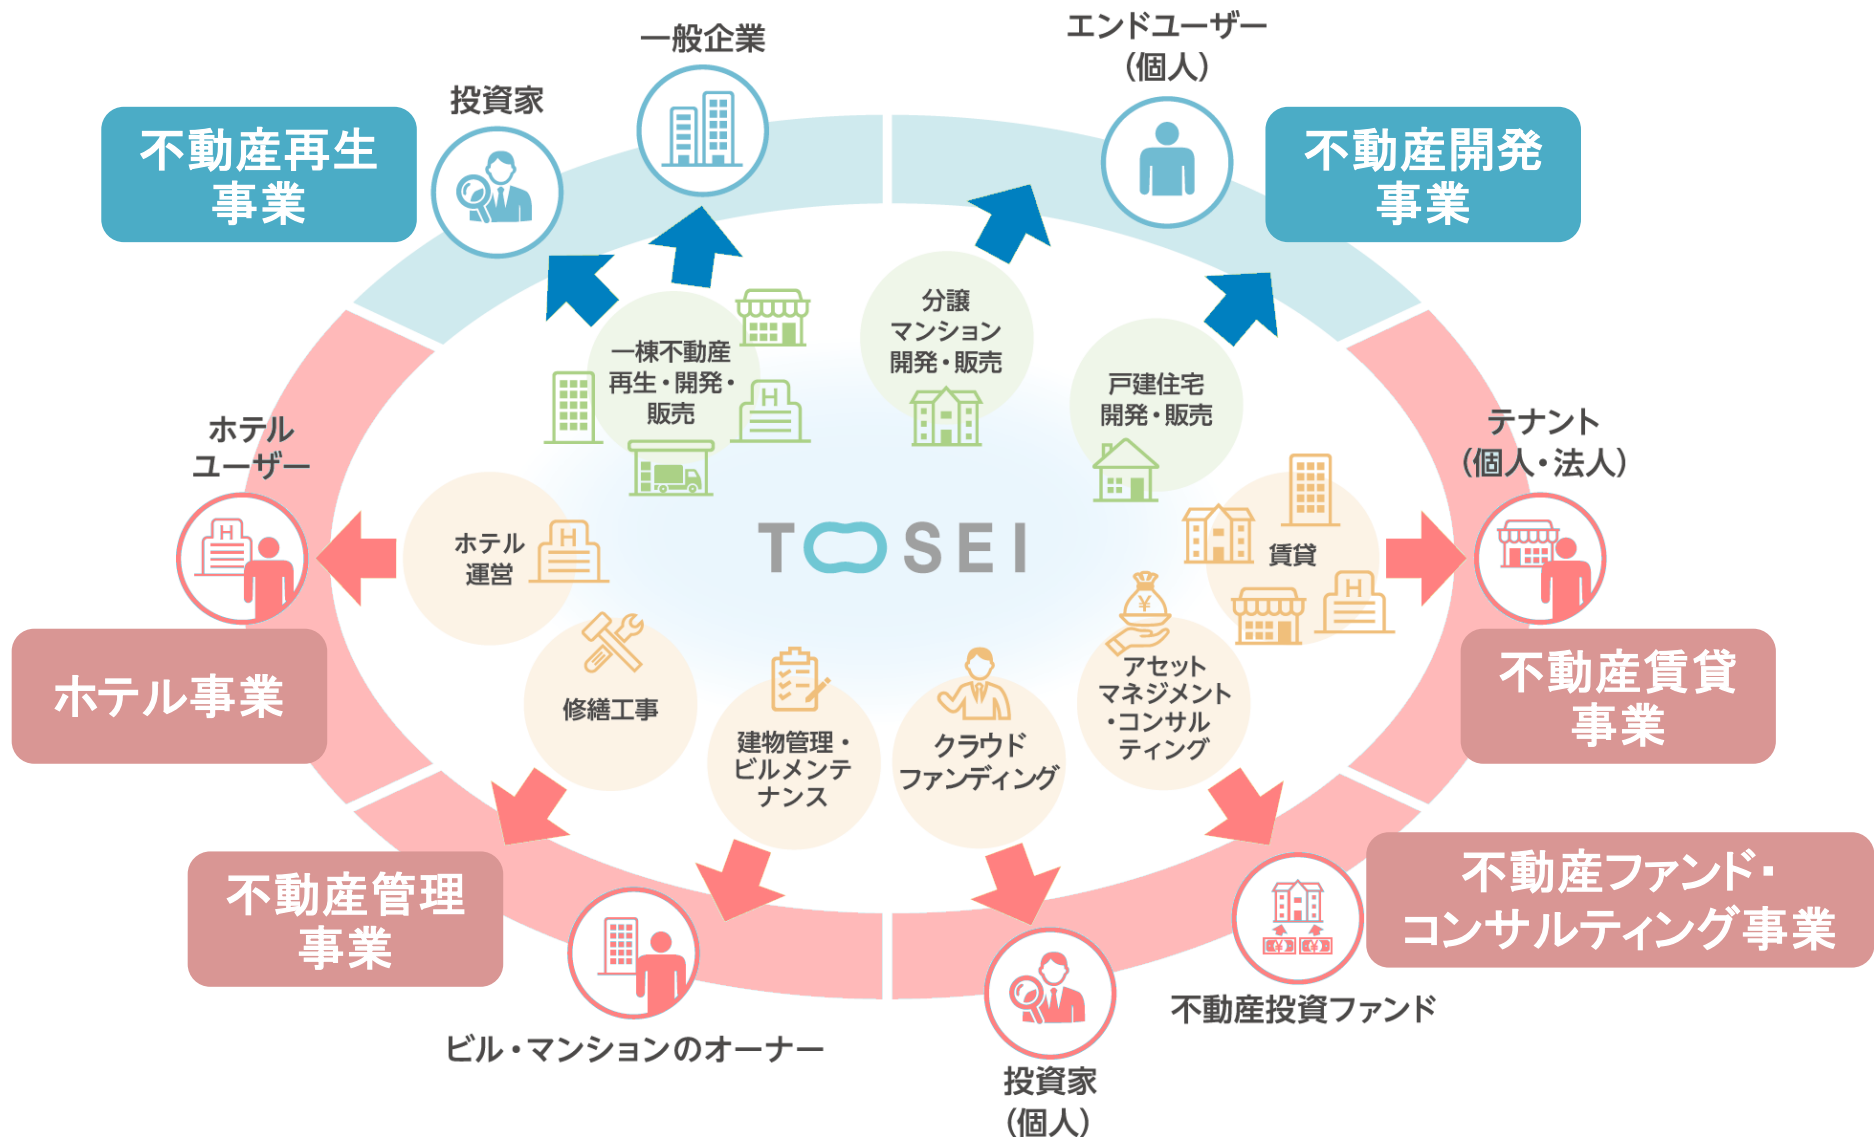 一般企業
エンドユーザー
(個人)
投資家
不動産再生
事業
不動産開発
事業
分譲
マンション
開発・販売
一棟不動産
再生・開発・
販売
H
戸建住宅
開発・販売
ホテル
ユーザー
テナント
(個人・法人)
H
ホテル
運営
H
TOSEI
賃貸
H
¥
ホテル事業
修繕工事
アセット
マネジメント
・コンサル
ティング
不動産賃貸
事業
建物管理・
ビルメンテ
ナンス
クラウド
ファンディング
不動産管理
事業
不動産ファンド・
コンサルティング事業
¥ ¥
不動産投資ファンド
ビル・マンションのオーナー
投資家
(個人)